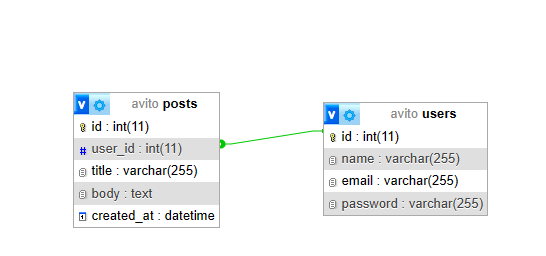 v avito posts
id : int(11)
# user_id : int(11)
title : varchar(255)
body : text
created_at : datetime
v avito users
id : int(11)
name : varchar(255)
email : varchar(255)
password : varchar(255)